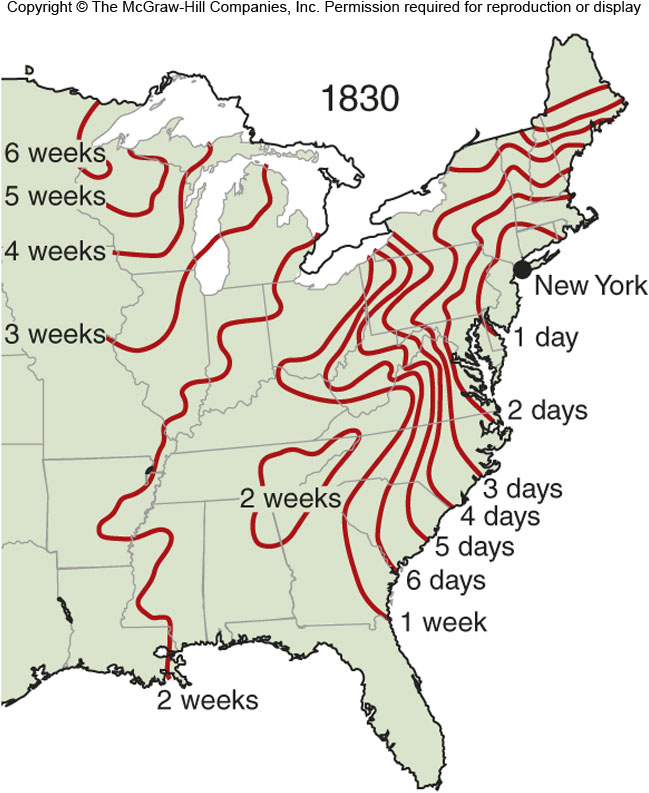 Copyright © The McGraw-Hill Companies, Inc. Permission required for reproduction or display
1830
6 weeks
5 weeks
4 weeks
New York
3 weeks
1 day
2 days
3 days
2 weeks
4 days
5 days
6 days
1 week
2 weeks